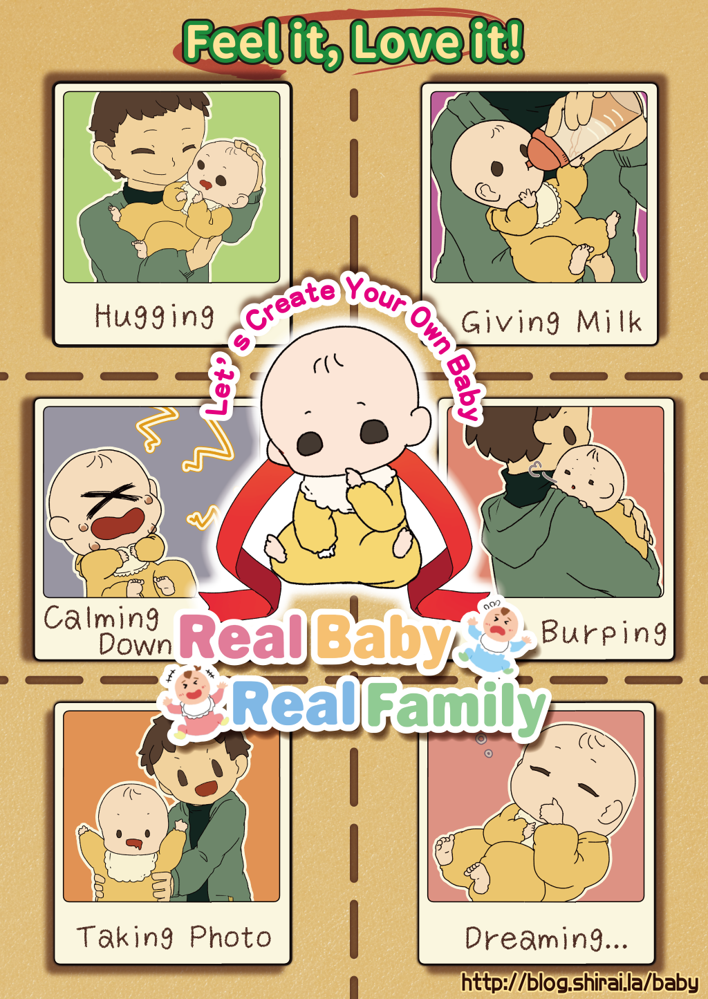 Feel it, Love it!
Hugging
Giving Milk
Let's Create Your Own Baby
Calming
Down
Burping
Real Baby
Real Family
Taking Photo
Dreaming...
http://blog.shirai.la/baby